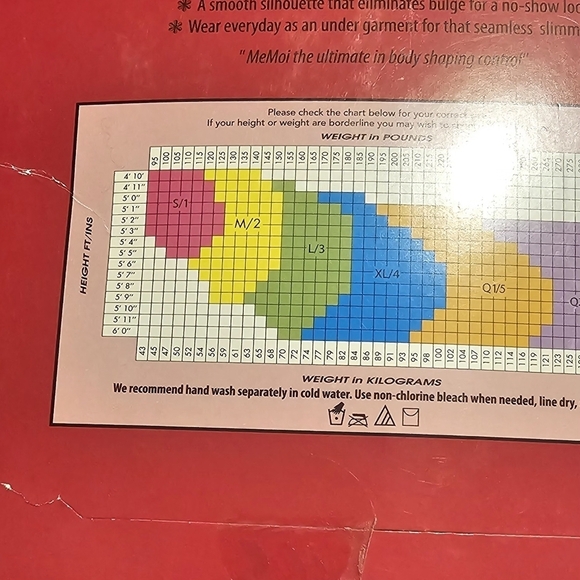 ❃ A smooth silhouette that eliminates bulge for a no-show
❃ Wear everyday as an under garment for that seamless slimm
"MeMoi the ultimate in body shaping control"
Please check the chart below for your correct
If your height or weight are borderline you may wish
WEIGHT in POUNDS
95 100 105 110 115 120 125 130 135 140 145 150 155 160 165 170 175 180 185 190 195 200 205 210 215 220 265 270 275
HEIGHT FT/INS
4' 10'
4' 11"
5' 0"
5' 1"
5' 2"
5' 3"
5' 4"
5' 5"
5' 6"
5' 7"
5' 8"
5' 9"
5' 10"
5' 11"
6' 0"
S/1
M/2
L/3
XL/4
Q1/5
Q
43 45 47 50 52 54 56 59 61 63 65 68 70 72 74 77 79 82 84 86 89 91 93 95 98 100 102 104 107 110 112 114 116 119 121 123 125
WEIGHT in KILOGRAMS
We recommend hand wash separately in cold water. Use non-chlorine bleach when needed, line dry,